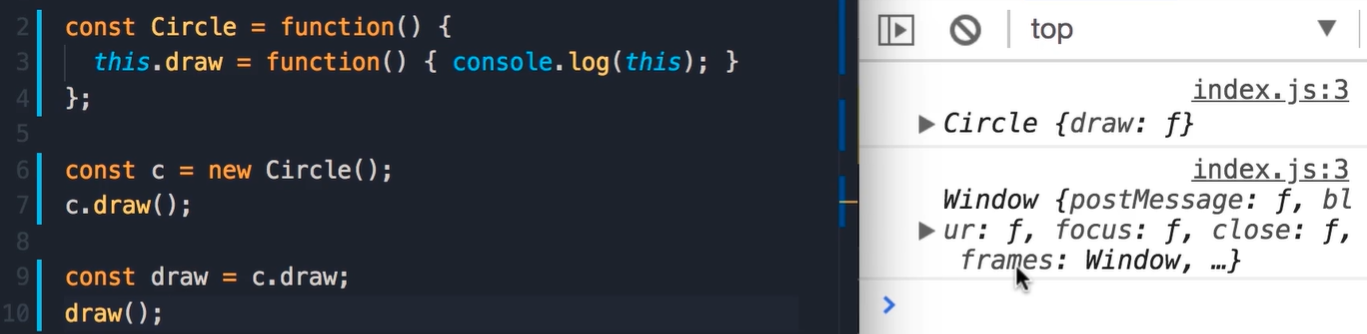 2 const Circle = function() {
3 this.draw = function() { console.log(this); }
4 };
5
6 const c = new Circle();
7 c.draw();
8
9 const draw = c.draw;
10 draw();
top
index.js:3
Circle {draw: f}
index.js:3
Window {postMessage: f, bl
ur: f, focus: f, close: f,
frames: Window, …}